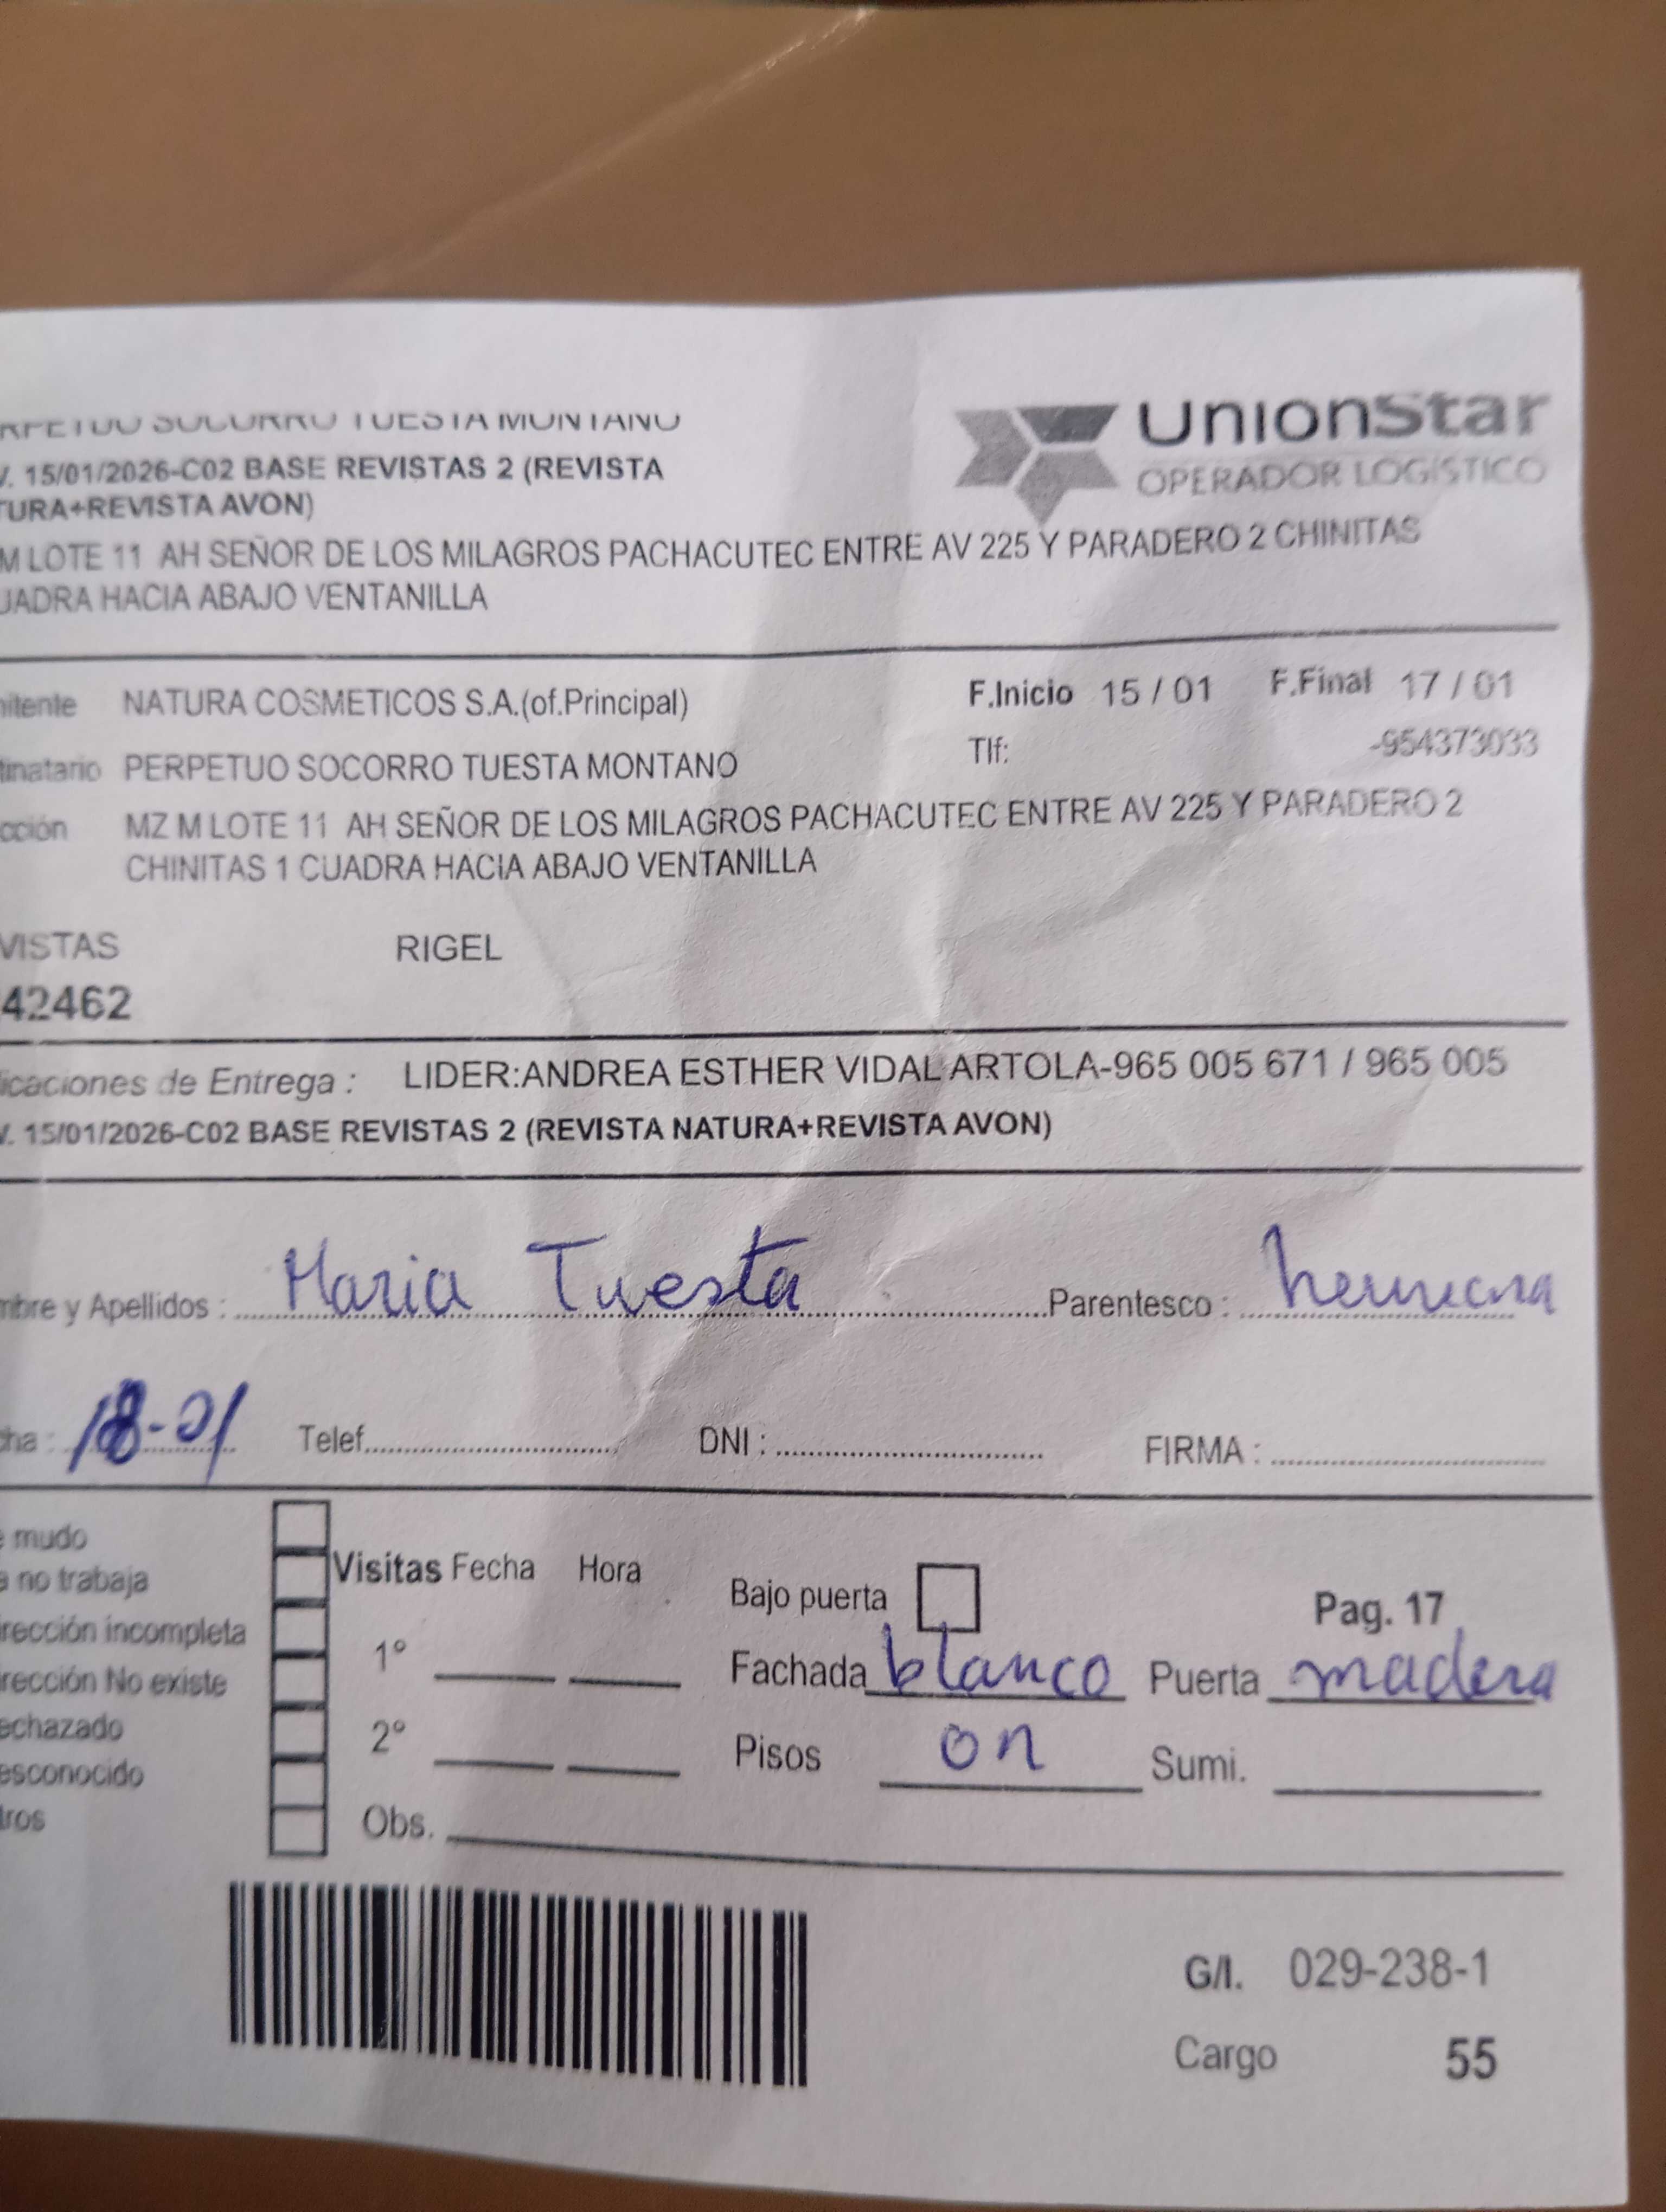 RPETUO SOCORRO TUESTA MONTANO
UnionStar
OPERADOR LOGÍSTICO
V. 15/01/2026-C02 BASE REVISTAS 2 (REVISTA
TURA+REVISTA AVON)
M LOTE 11 AH SEÑOR DE LOS MILAGROS PACHACUTEC ENTRE AV 225 Y PARADERO 2 CHINITAS
UADRA HACIA ABAJO VENTANILLA
mitente NATURA COSMETICOS S.A.(of.Principal) F.Inicio 15 / 01 F.Final 17 / 01
tinatario PERPETUO SOCORRO TUESTA MONTANO Tlf: -954373033
cción MZ M LOTE 11 AH SEÑOR DE LOS MILAGROS PACHACUTEC ENTRE AV 225 Y PARADERO 2
CHINITAS 1 CUADRA HACIA ABAJO VENTANILLA
VISTAS RIGEL
42462
icaciones de Entrega : LIDER:ANDREA ESTHER VIDAL ARTOLA-965 005 671 / 965 005
V. 15/01/2026-C02 BASE REVISTAS 2 (REVISTA NATURA+REVISTA AVON)
mbre y Apellidos : Maria Tuesta Parentesco : hermana
cha : 18-01 Telef. DNI : FIRMA :
e mudo
a no trabaja
irección incompleta
irección No existe
echazado
esconocido
tros
Visitas Fecha Hora
1º
2º
Obs.
Bajo puerta Pag. 17
Fachada blanco Puerta madera
Pisos on Sumi.
G/I. 029-238-1
Cargo 55